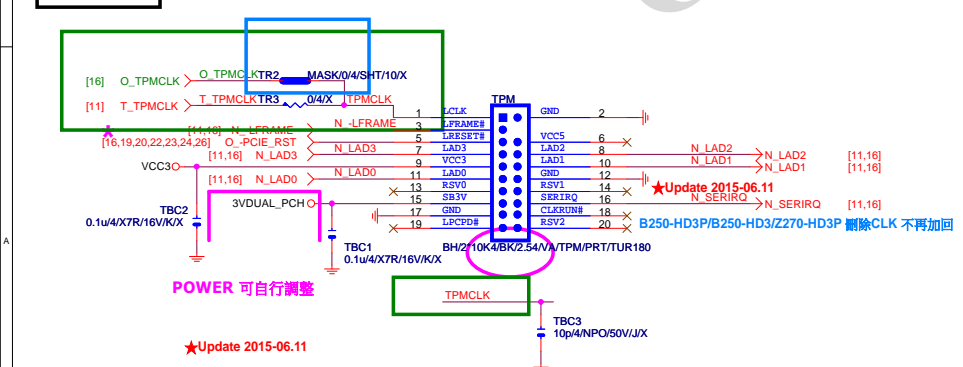 [16] O_TPMCLK O_TPMCLK TR2 MASK/0/4/SHT/10/X
[11] T_TPMCLK T_TPMCLK TR3 0/4/X TPMCLK
TPM
1 LCLK GND 2
[11,16] N_-LFRAME N_-LFRAME 3 LFRAME#
[16,19,20,22,23,24,26] O_-PCIE_RST 5 LRESET# VCC5 6
[11,16] N_LAD3 N_LAD3 7 LAD3 LAD2 8 N_LAD2 N_LAD2 [11,16]
VCC3 9 VCC3 LAD1 10 N_LAD1 N_LAD1 [11,16]
[11,16] N_LAD0 N_LAD0 11 LAD0 GND 12
13 RSV0 RSV1 14
★Update 2015-06.11
3VDUAL_PCH 15 SB3V SERIRQ 16 N_SERIRQ N_SERIRQ [11,16]
17 GND CLKRUN# 18
19 LPCPD# RSV2 20
B250-HD3P/B250-HD3/Z270-HD3P 刪除CLK 不再加回
TBC2
0.1u/4/X7R/16V/K/X
TBC1
0.1u/4/X7R/16V/K/X
BH/2*10K4/BK/2.54/VA/TPM/PRT/TUR180
POWER 可自行調整
TPMCLK
TBC3
10p/4/NPO/50V/J/X
★Update 2015-06.11
A